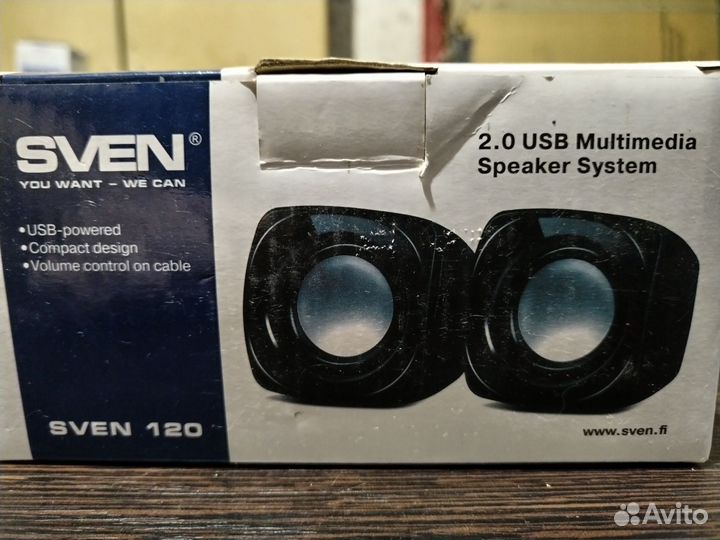 SVEN®
YOU WANT – WE CAN
•USB-powered
•Compact design
•Volume control on cable
SVEN 120
2.0 USB Multimedia
Speaker System
www.sven.fi
Avito